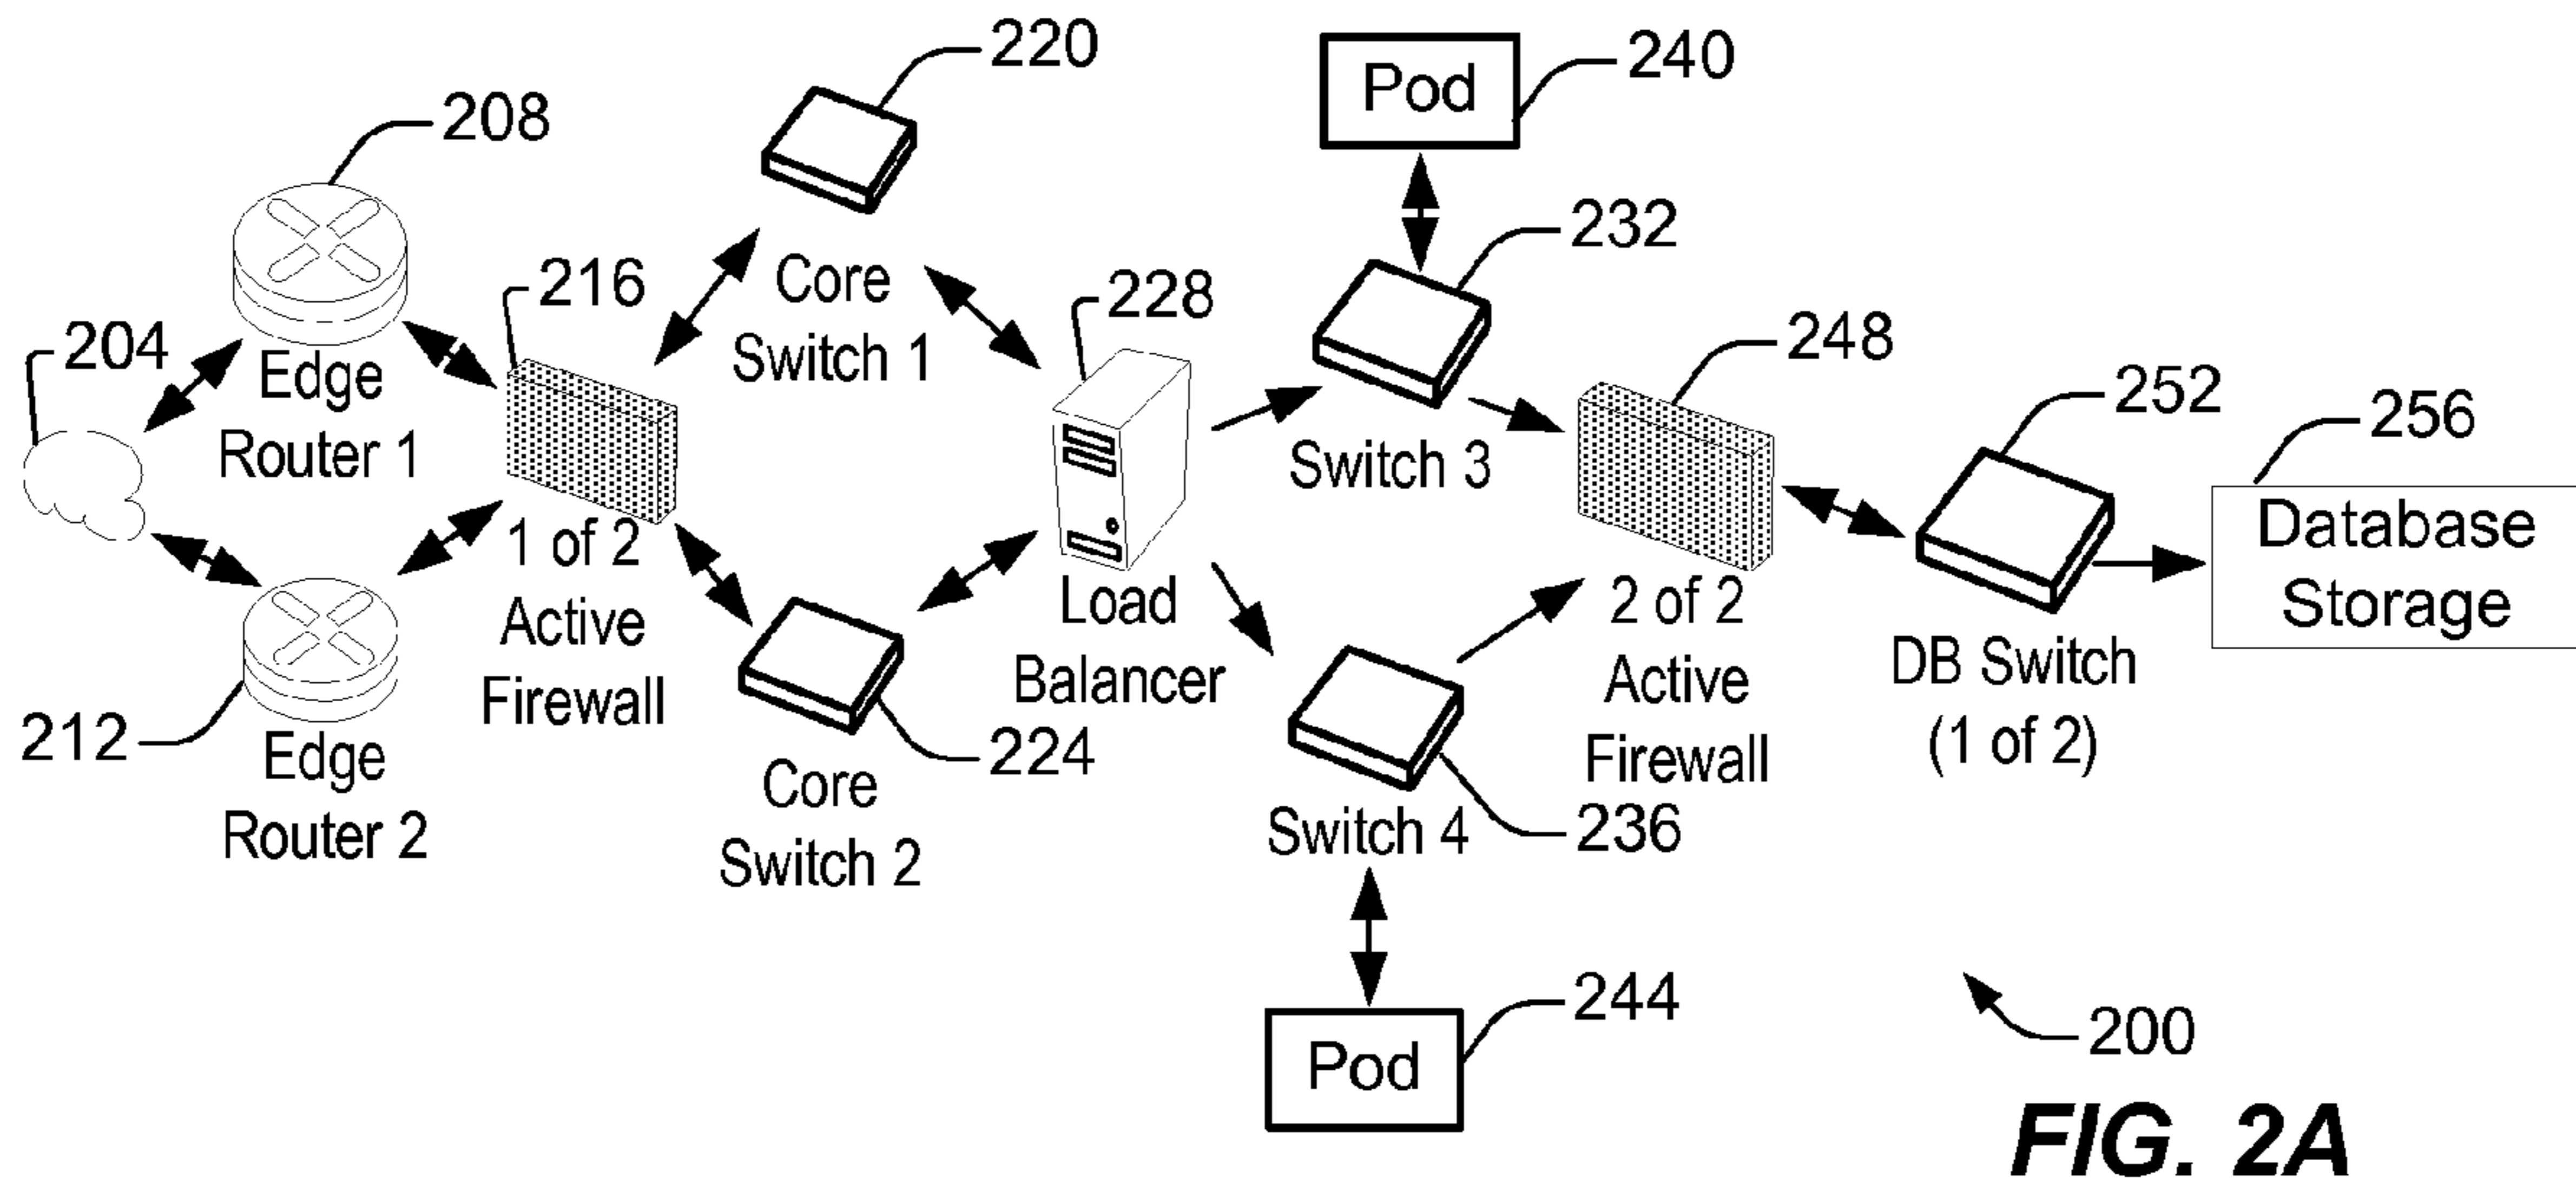 220
Pod
240
208
232
216
Core
Switch 1
228
204
Edge
Router 1
248
252
256
Switch 3
Database
Storage
1 of 2
Active
Firewall
Load
Balancer
2 of 2
Active
Firewall
DB Switch
(1 of 2)
212
Edge
Router 2
224
Core
Switch 2
Switch 4
236
244
Pod
200
FIG. 2A